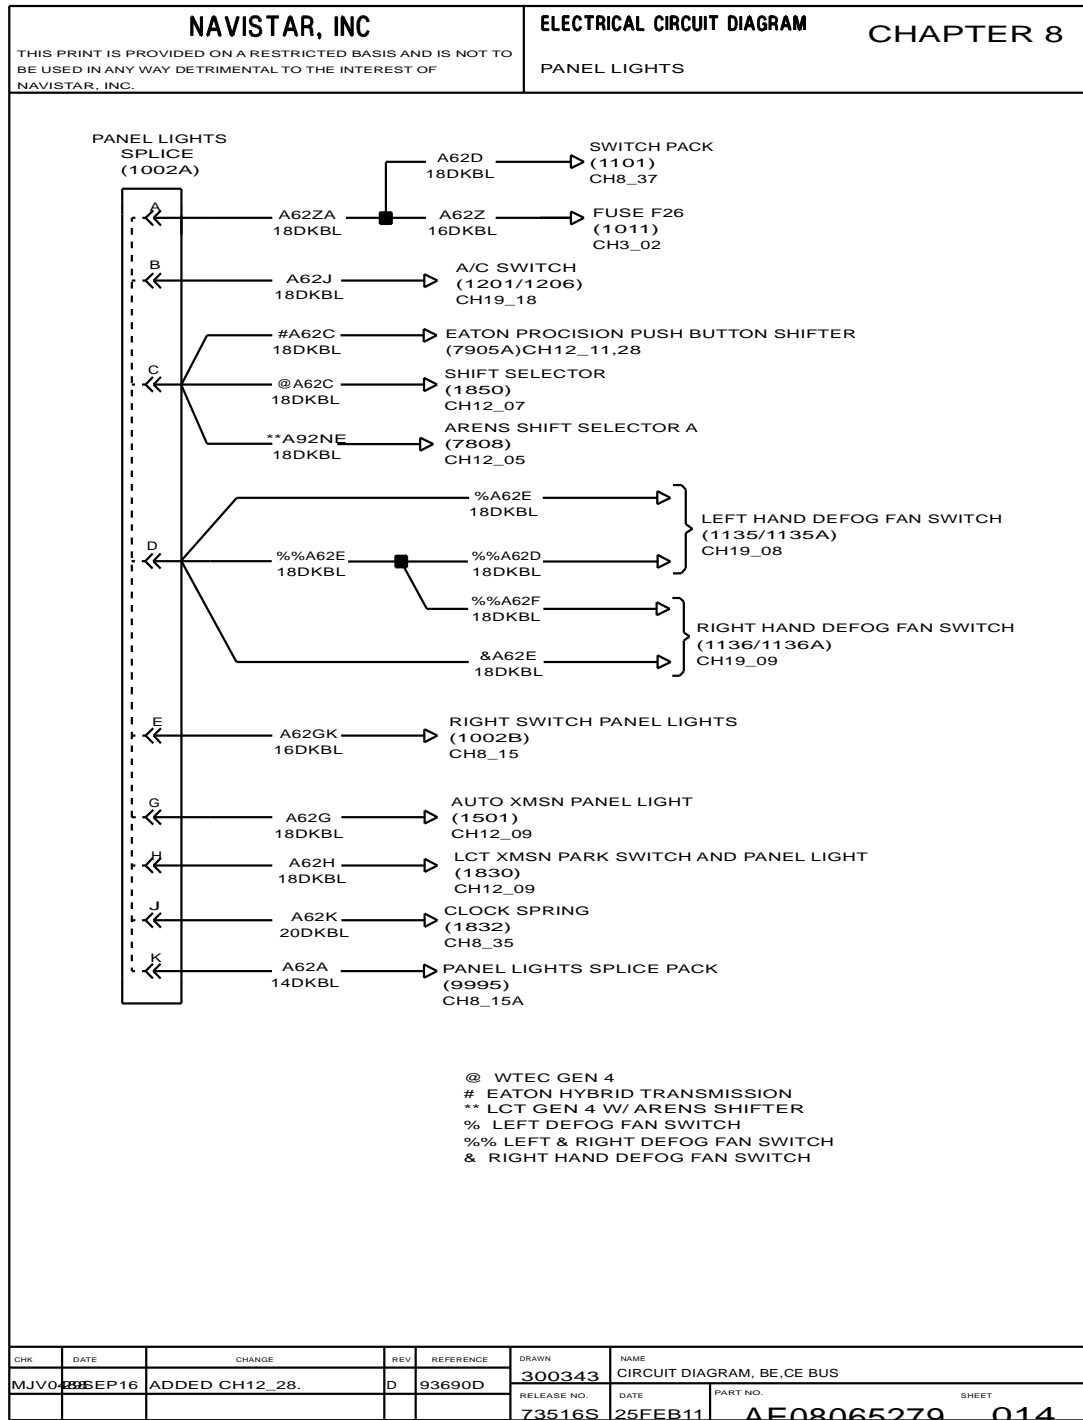 NAVISTAR, INC
THIS PRINT IS PROVIDED ON A RESTRICTED BASIS AND IS NOT TO
BE USED IN ANY WAY DETRIMENTAL TO THE INTEREST OF
NAVISTAR, INC.
ELECTRICAL CIRCUIT DIAGRAM
CHAPTER 8
PANEL LIGHTS
PANEL LIGHTS
SPLICE
(1002A)
A62D
18DKBL
SWITCH PACK
(1101)
CH8_37
A
A62ZA
18DKBL
A62Z
16DKBL
FUSE F26
(1011)
CH3_02
B
A62J
18DKBL
A/C SWITCH
(1201/1206)
CH19_18
#A62C
18DKBL
EATON PROCISION PUSH BUTTON SHIFTER
(7905A)CH12_11,28
C
@A62C
18DKBL
SHIFT SELECTOR
(1850)
CH12_07
**A92NE
18DKBL
ARENS SHIFT SELECTOR A
(7808)
CH12_05
%A62E
18DKBL
LEFT HAND DEFOG FAN SWITCH
(1135/1135A)
CH19_08
D
%%A62E
18DKBL
%%A62D
18DKBL
%%A62F
18DKBL
RIGHT HAND DEFOG FAN SWITCH
(1136/1136A)
CH19_09
&A62E
18DKBL
E
A62GK
16DKBL
RIGHT SWITCH PANEL LIGHTS
(1002B)
CH8_15
G
A62G
18DKBL
AUTO XMSN PANEL LIGHT
(1501)
CH12_09
H
A62H
18DKBL
LCT XMSN PARK SWITCH AND PANEL LIGHT
(1830)
CH12_09
J
A62K
20DKBL
CLOCK SPRING
(1832)
CH8_35
K
A62A
14DKBL
PANEL LIGHTS SPLICE PACK
(9995)
CH8_15A
@ WTEC GEN 4
# EATON HYBRID TRANSMISSION
** LCT GEN 4 W/ ARENS SHIFTER
% LEFT DEFOG FAN SWITCH
%% LEFT & RIGHT DEFOG FAN SWITCH
& RIGHT HAND DEFOG FAN SWITCH
CHK DATE CHANGE REV REFERENCE
ADDED CH12_28. D 93690D
DRAWN
300343
NAME
CIRCUIT DIAGRAM, BE,CE BUS
RELEASE NO.
73516S
DATE
25FEB11
PART NO.
AE08065279
SHEET
014